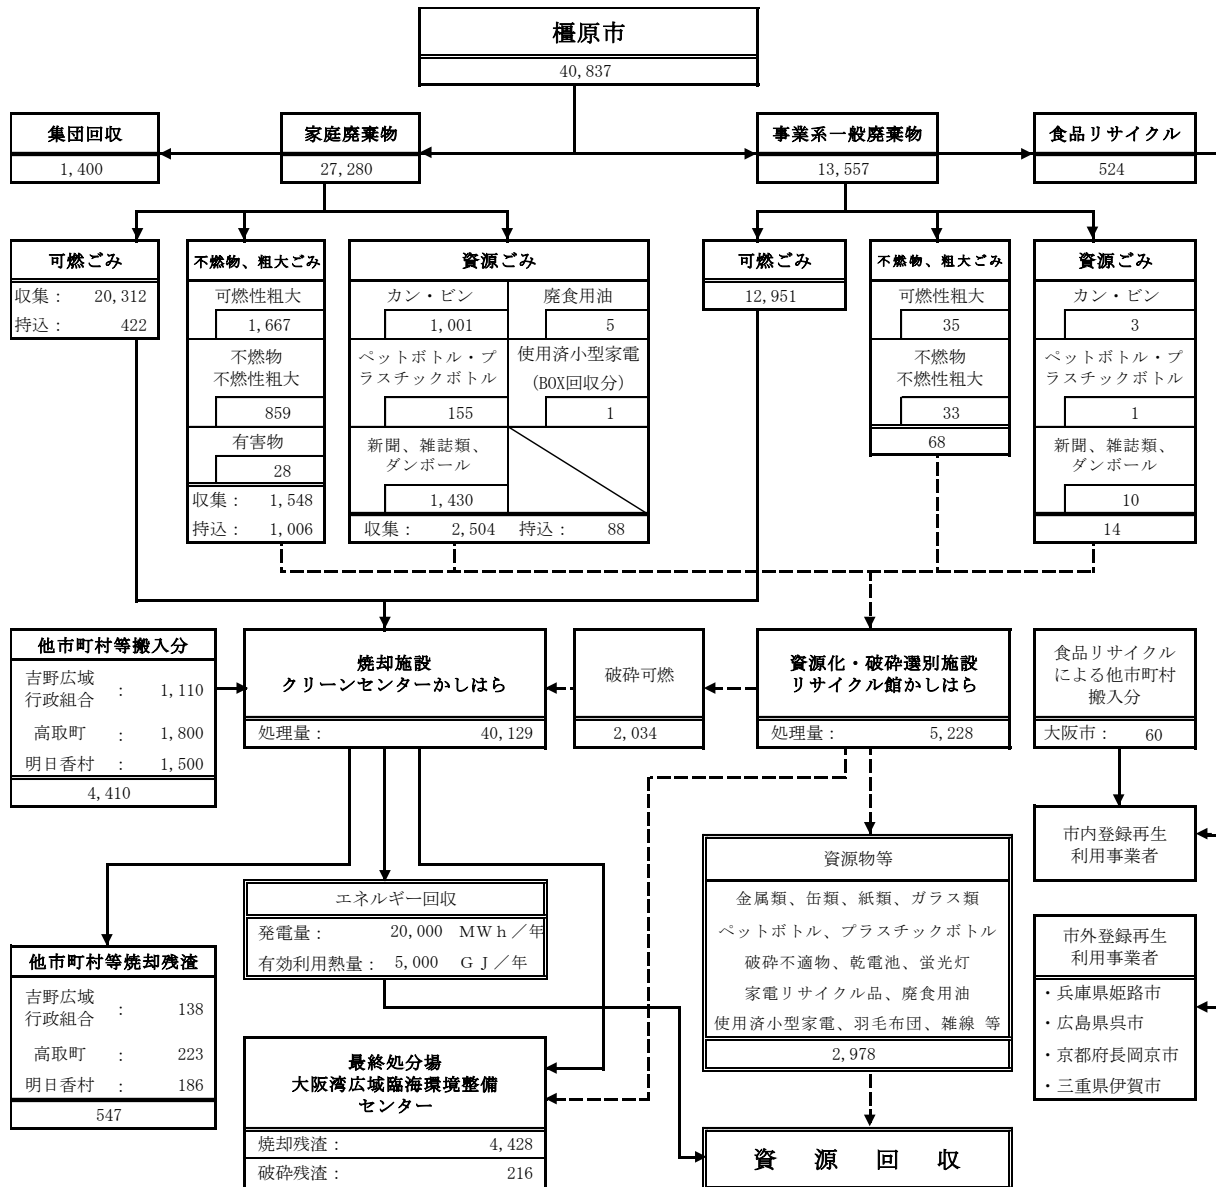 橿原市
40,837
集団回収
1,400
家庭廃棄物
27,280
事業系一般廃棄物
13,557
食品リサイクル
524
可燃ごみ
収集： 20,312
持込： 422
不燃物、粗大ごみ
可燃性粗大
1,667
不燃物
不燃性粗大
859
有害物
28
収集： 1,548
持込： 1,006
資源ごみ
カン・ビン
1,001
廃食用油
5
ペットボトル・プ
ラスチックボトル
155
使用済小型家電
(BOX回収分)
1
新聞、雑誌類、
ダンボール
1,430
収集： 2,504 持込： 88
可燃ごみ
12,951
不燃物、粗大ごみ
可燃性粗大
35
不燃物
不燃性粗大
33
68
資源ごみ
カン・ビン
3
ペットボトル・プ
ラスチックボトル
1
新聞、雑誌類、
ダンボール
10
14
他市町村等搬入分
吉野広域
行政組合 ： 1,110
高取町 ： 1,800
明日香村 ： 1,500
4,410
焼却施設
クリーンセンターかしはら
処理量： 40,129
破砕可燃
2,034
資源化・破砕選別施設
リサイクル館かしはら
処理量： 5,228
食品リサイクル
による他市町村
搬入分
大阪市： 60
市内登録再生
利用事業者
資源物等
金属類、缶類、紙類、ガラス類
ペットボトル、プラスチックボトル
破砕不適物、乾電池、蛍光灯
家電リサイクル品、廃食用油
使用済小型家電、羽毛布団、雑線 等
2,978
エネルギー回収
発電量： 20,000 MWh／年
有効利用熱量： 5,000 GJ／年
他市町村等焼却残渣
吉野広域
行政組合 ： 138
高取町 ： 223
明日香村 ： 186
547
市外登録再生
利用事業者
・兵庫県姫路市
・広島県呉市
・京都府長岡京市
・三重県伊賀市
最終処分場
大阪湾広域臨海環境整備
センター
焼却残渣： 4,428
破砕残渣： 216
資 源 回 収